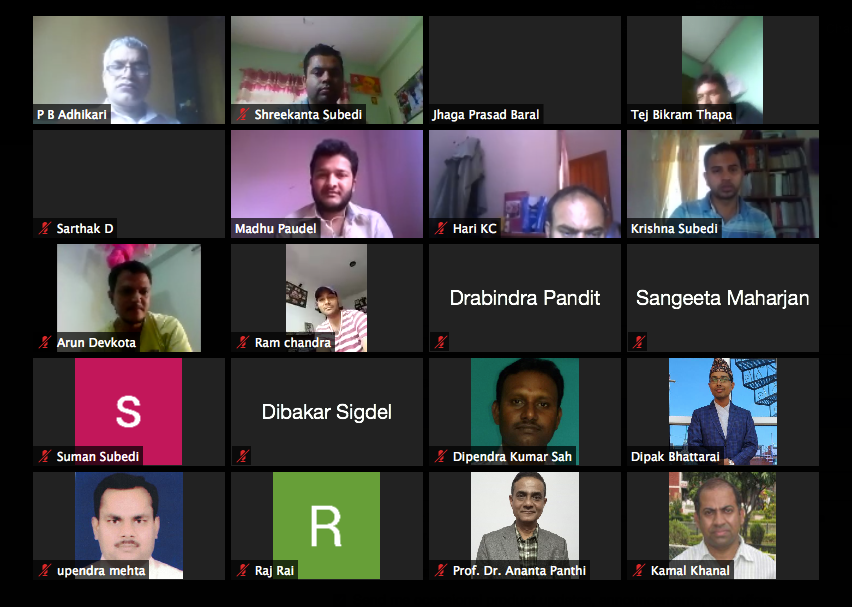 P B Adhikari
Shreekanta Subedi
Jhaga Prasad Baral
Tej Bikram Thapa
Sarthak D
Madhu Paudel
Hari KC
Krishna Subedi
Arun Devkota
Ram chandra
Drabindra Pandit
Sangeeta Maharjan
S
Suman Subedi
Dibakar Sigdel
Dipendra Kumar Sah
Dipak Bhattarai
upendra mehta
R
Raj Rai
Prof. Dr. Ananta Panthi
Kamal Khanal